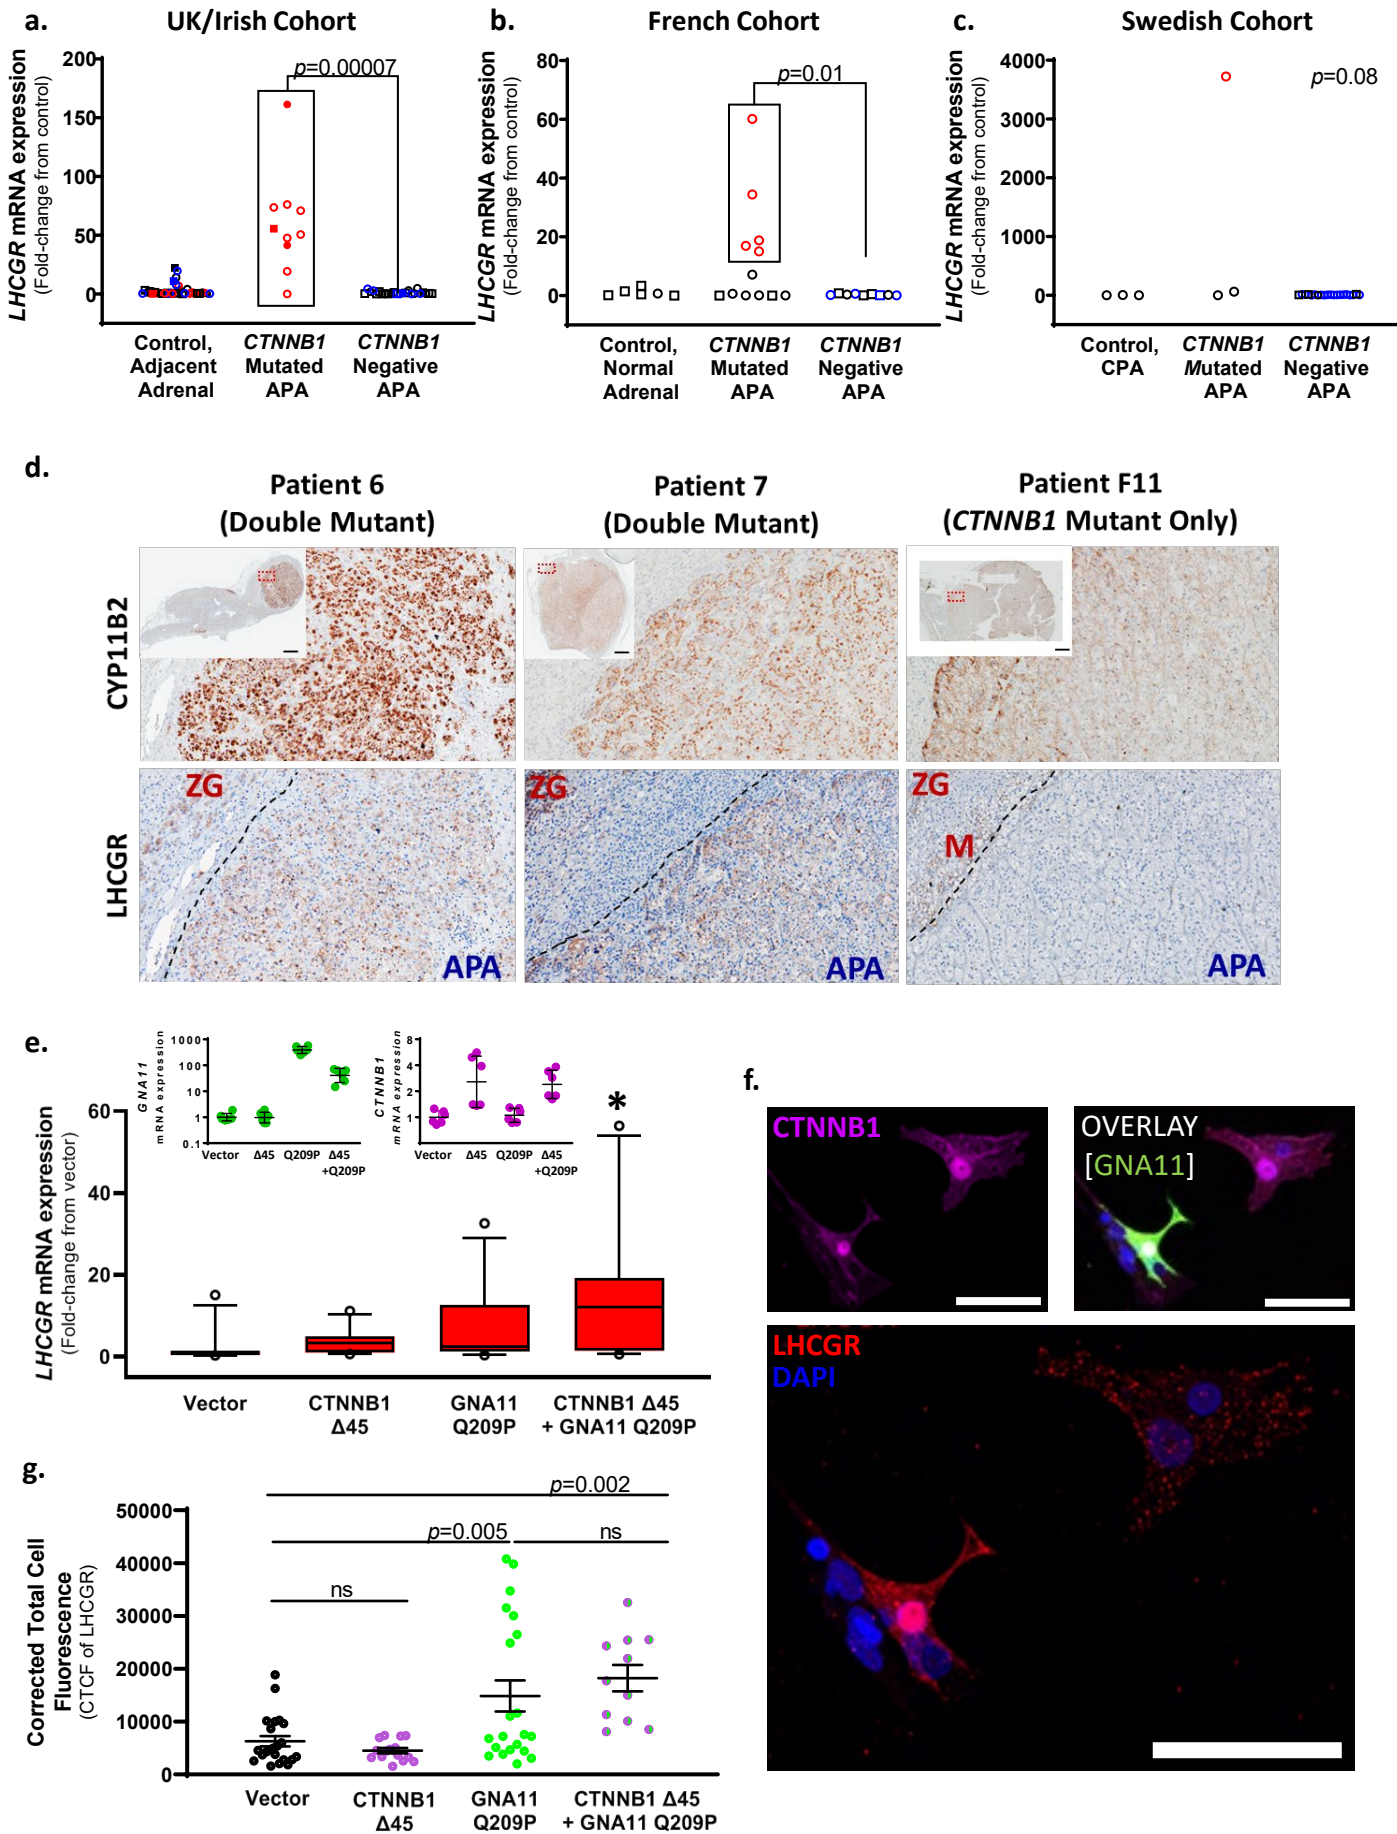 a.
UK/Irish Cohort
LHCGR mRNA expression
(Fold-change from control)
200
150
100
50
0
p=0.00007
Control,
Adjacent
Adrenal
CTNNB1
Mutated
APA
CTNNB1
Negative
APA
b.
French Cohort
LHCGR mRNA expression
(Fold-change from control)
80
60
40
20
0
p=0.01
Control,
Normal
Adrenal
CTNNB1
Mutated
APA
CTNNB1
Negative
APA
c.
Swedish Cohort
LHCGR mRNA expression
(Fold-change from control)
4000
3000
2000
1000
0
p=0.08
Control,
CPA
CTNNB1
Mutated
APA
CTNNB1
Negative
APA
d.
Patient 6
(Double Mutant)
Patient 7
(Double Mutant)
Patient F11
(CTNNB1 Mutant Only)
CYP11B2
LHCGR
ZG
APA
ZG
APA
ZG
M
APA
e.
GNA11
mRNA expression
1000
100
10
1
0.1
Vector
Δ45
Q209P
Δ45
+Q209P
CTNNB1
mRNA expression
8
4
2
1
Vector
Δ45
Q209P
Δ45
+Q209P
LHCGR mRNA expression
(Fold-change from vector)
60
40
20
0
*
Vector
CTNNB1
Δ45
GNA11
Q209P
CTNNB1 Δ45
+ GNA11 Q209P
f.
CTNNB1
OVERLAY
[GNA11]
LHCGR
DAPI
g.
Corrected Total Cell
Fluorescence
(CTCF of LHCGR)
50000
40000
30000
20000
10000
0
p=0.002
p=0.005
ns
ns
Vector
CTNNB1
Δ45
GNA11
Q209P
CTNNB1 Δ45
+ GNA11 Q209P